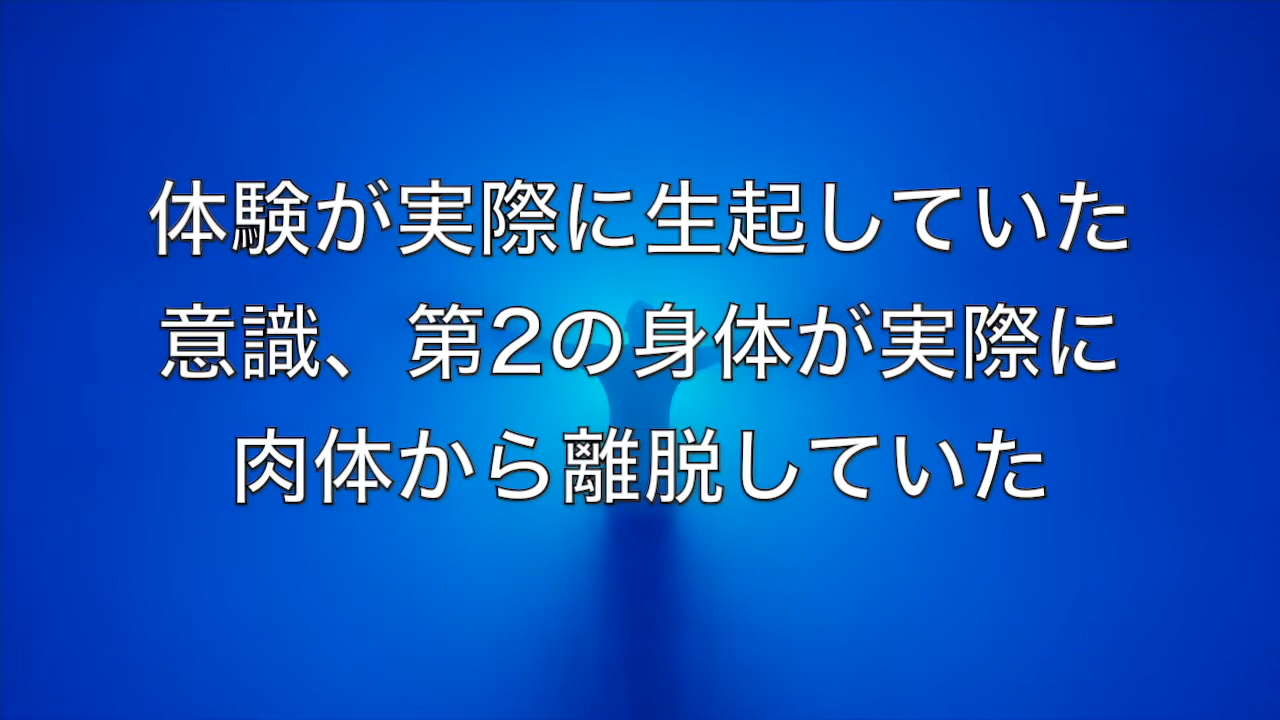 体験が実際に生起していた
意識、第2の身体が実際に
肉体から離脱していた